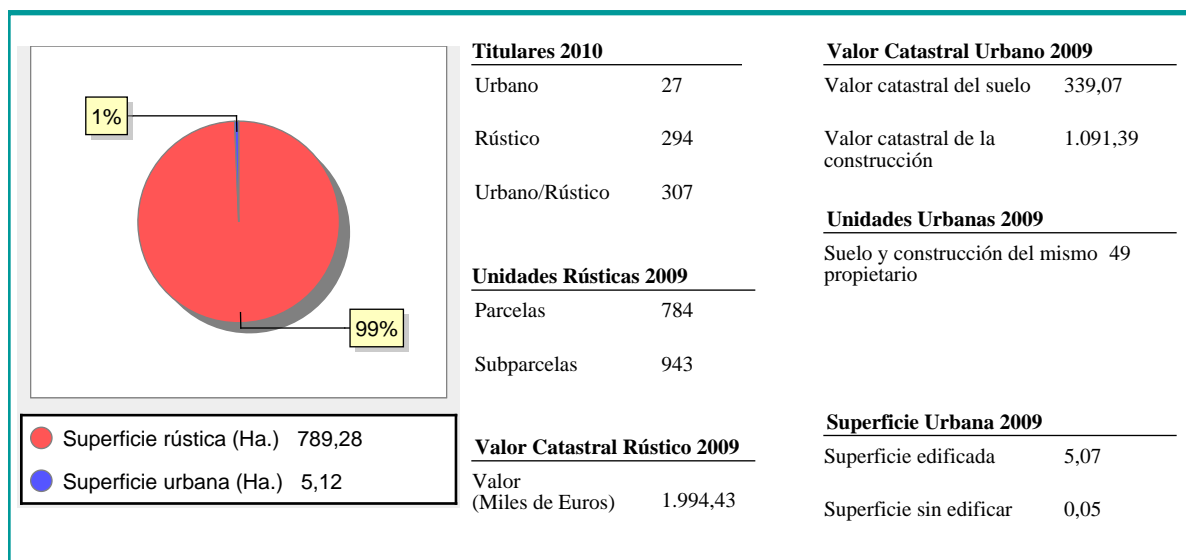 1%
99%
Superficie rústica (Ha.) 789,28
Superficie urbana (Ha.) 5,12
Titulares 2010
Urbano 27
Rústico 294
Urbano/Rústico 307
Unidades Rústicas 2009
Parcelas 784
Subparcelas 943
Valor Catastral Rústico 2009
Valor
(Miles de Euros) 1.994,43
Valor Catastral Urbano 2009
Valor catastral del suelo 339,07
Valor catastral de la 1.091,39
construcción
Unidades Urbanas 2009
Suelo y construcción del mismo 49
propietario
Superficie Urbana 2009
Superficie edificada 5,07
Superficie sin edificar 0,05